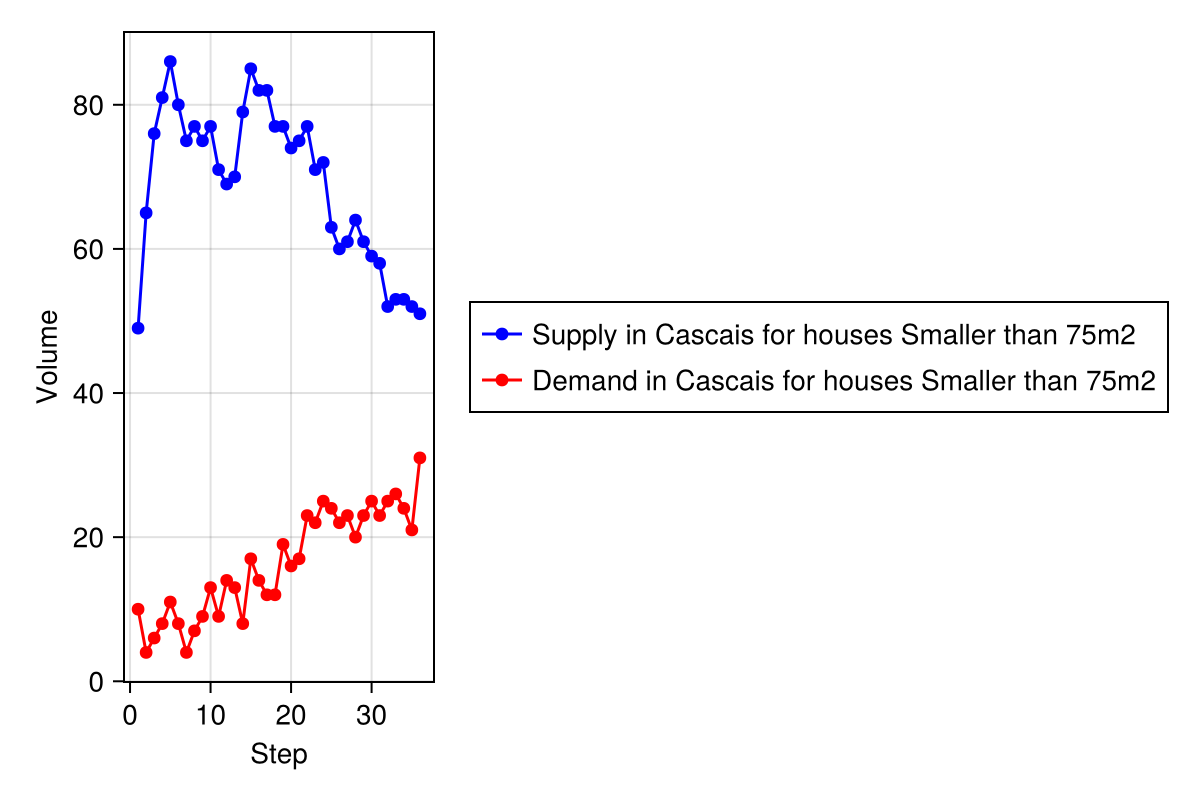 80
60
40
20
0
Volume
0 10 20 30
Step
Supply in Cascais for houses Smaller than 75m2
Demand in Cascais for houses Smaller than 75m2